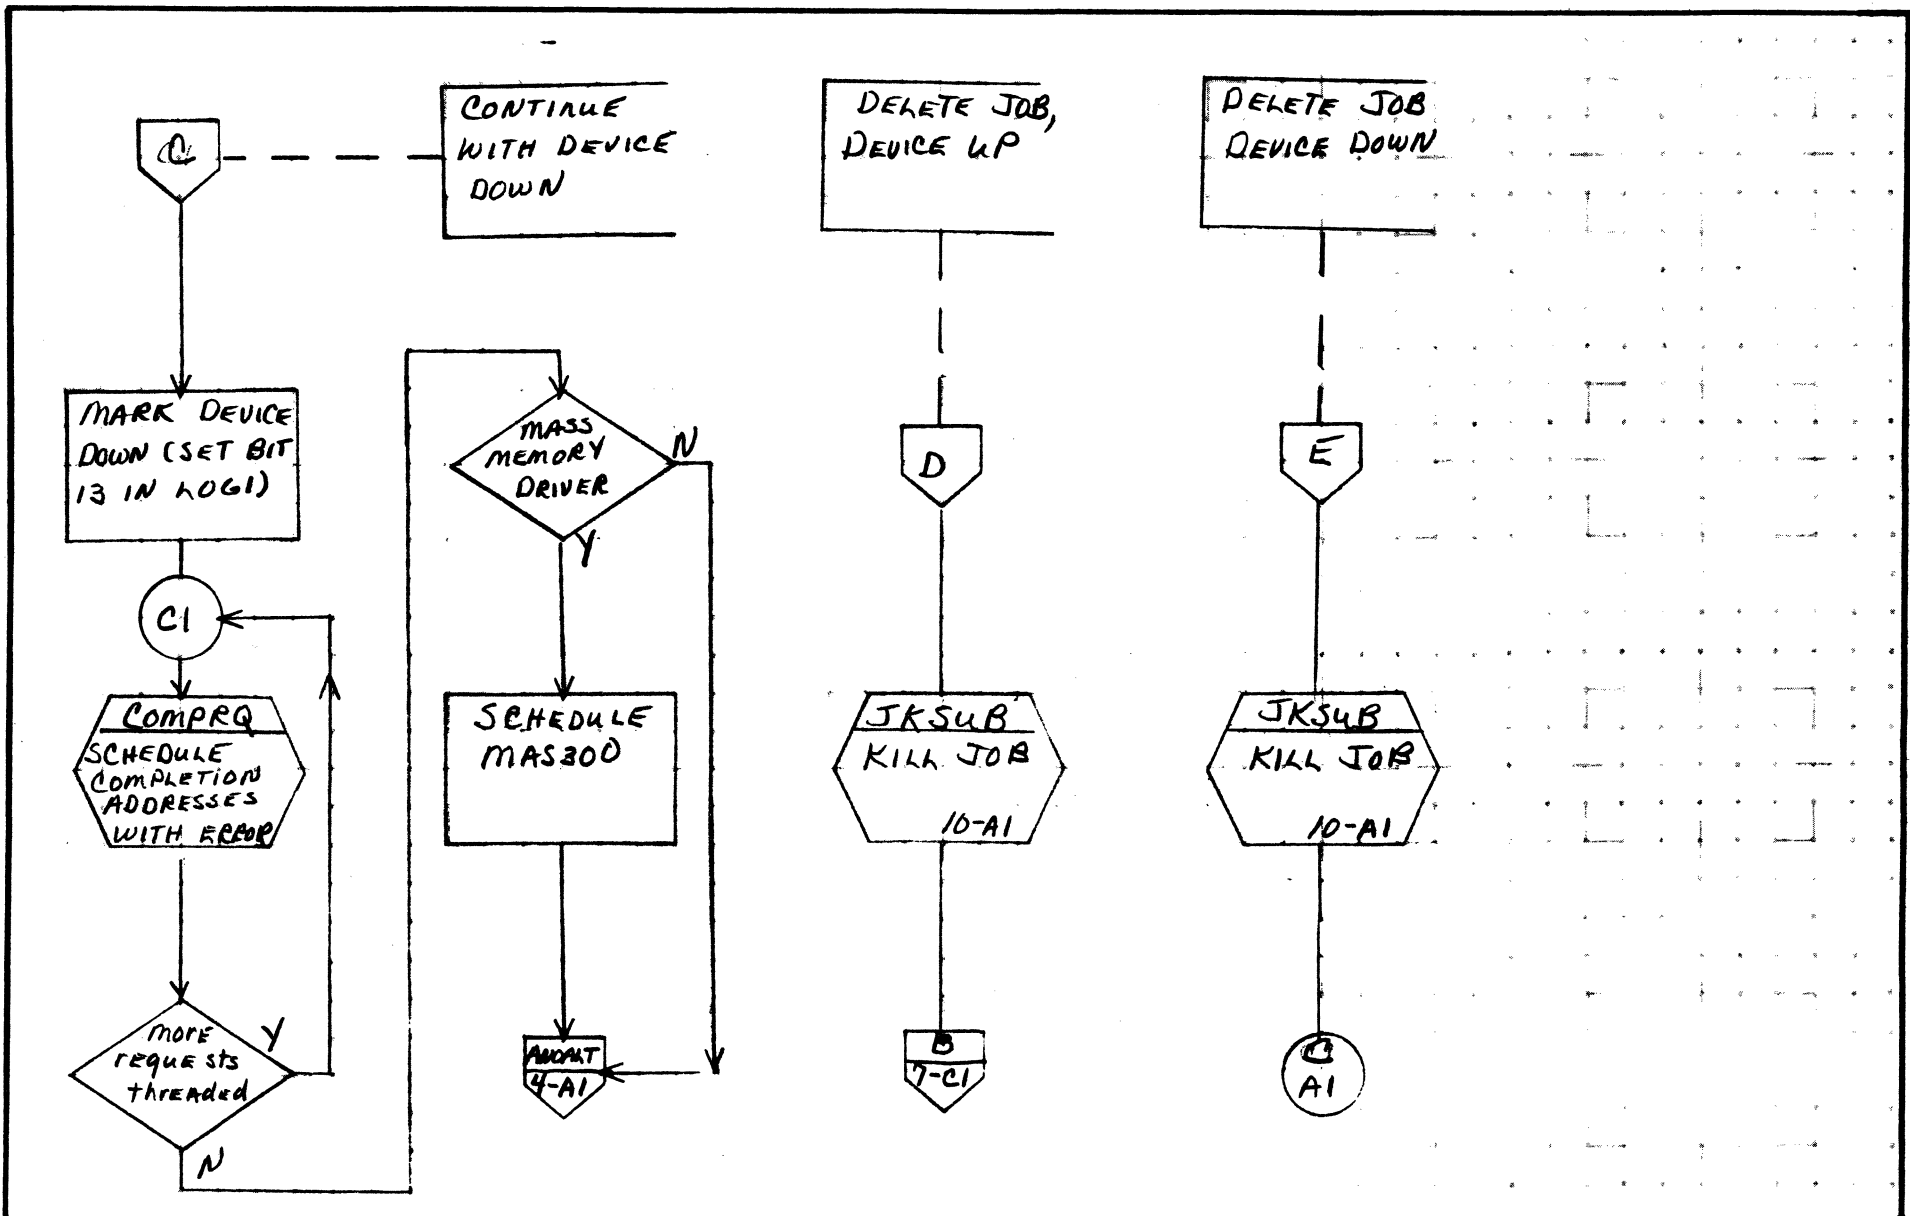 C
CONTINUE
WITH DEVICE
DOWN
MARK DEVICE
DOWN (SET BIT
13 IN LOG1)
C1
COMPRQ
SCHEDULE
COMPLETION
ADDRESSES
WITH ERROR
more
requests
threaded
Y
N
MASS
MEMORY
DRIVER
N
Y
SCHEDULE
MAS300
4-A1
DELETE JOB,
DEVICE UP
D
JKSUB
KILL JOB
10-A1
B
7-C1
DELETE JOB
DEVICE DOWN
E
JKSUB
KILL JOB
10-A1
C
A1